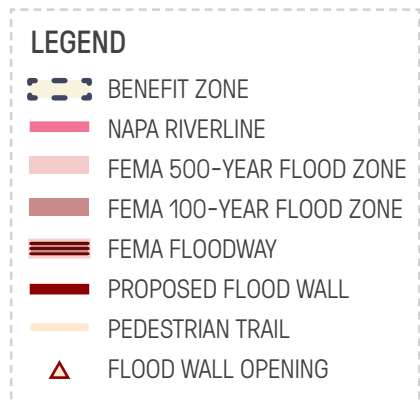 LEGEND
BENEFIT ZONE
NAPA RIVERLINE
FEMA 500-YEAR FLOOD ZONE
FEMA 100-YEAR FLOOD ZONE
FEMA FLOODWAY
PROPOSED FLOOD WALL
PEDESTRIAN TRAIL
FLOOD WALL OPENING